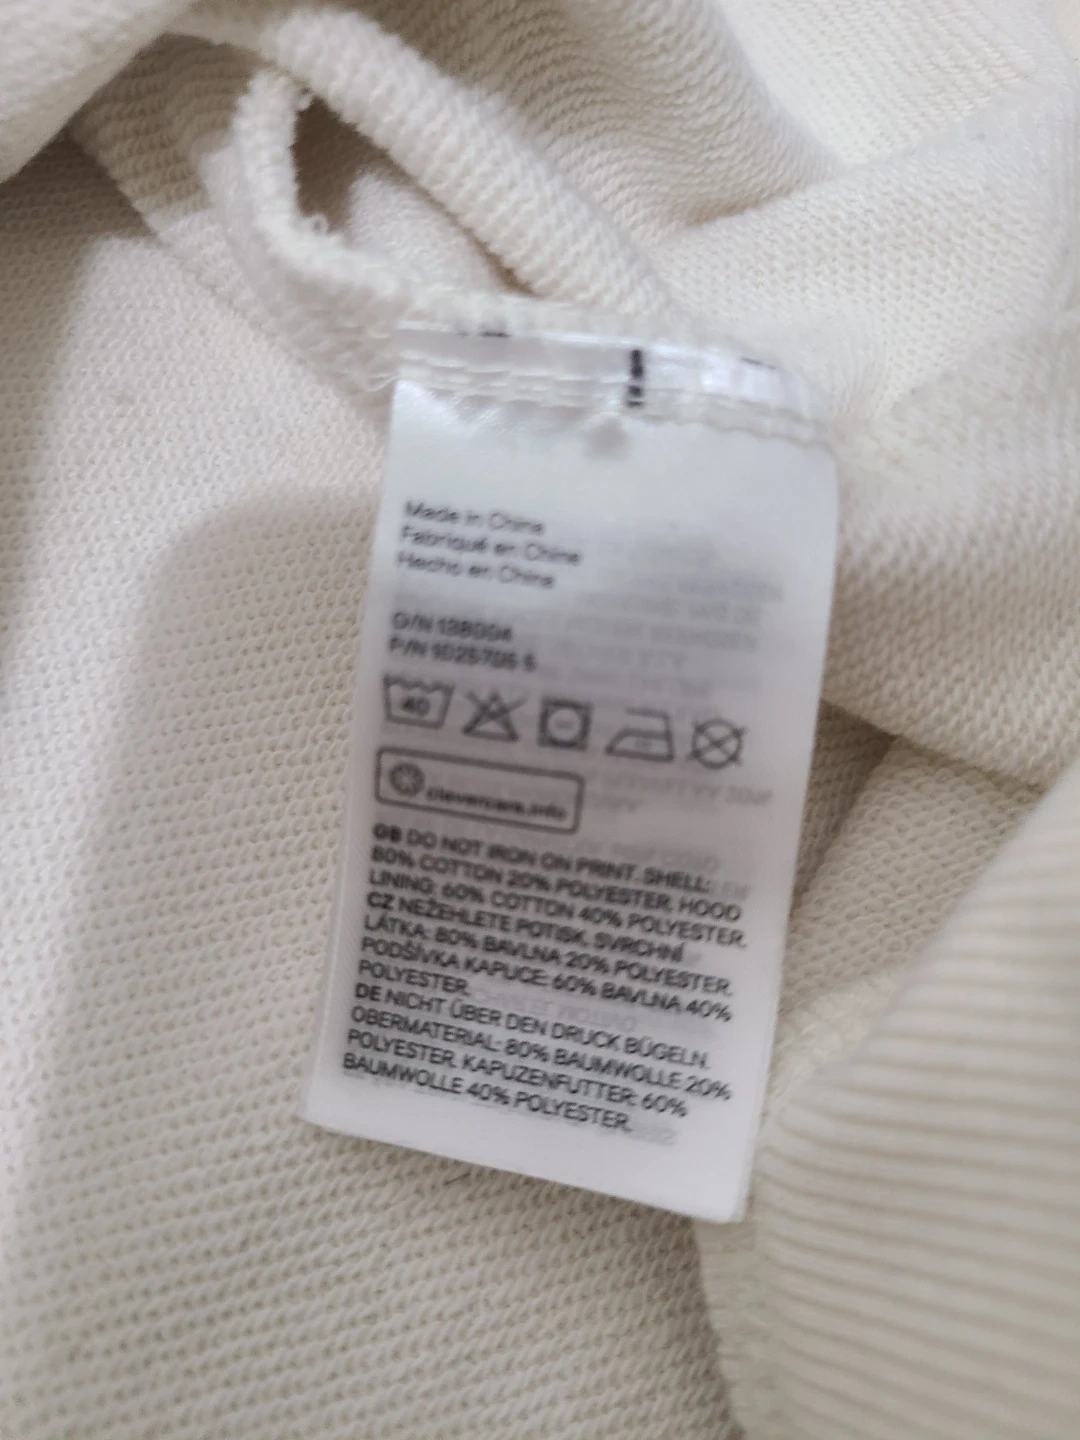 Made in China
Fabriqué en Chine
Hecho en China
O/N 138004
P/N
40
clevercare.info
GB DO NOT IRON ON PRINT. SHELL:
80% COTTON 20% POLYESTER. HOOD
LINING: 60% COTTON 40% POLYESTER.
CZ NEŽEHLETE POTISK. SVRCHNÍ
LÁTKA: 80% BAVLNA 20% POLYESTER.
PODŠÍVKA KAPUCE: 60% BAVLNA 40%
POLYESTER.
DE NICHT ÜBER DEN DRUCK BÜGELN.
OBERMATERIAL: 80% BAUMWOLLE 20%
POLYESTER. KAPUZENFUTTER: 60%
BAUMWOLLE 40% POLYESTER.